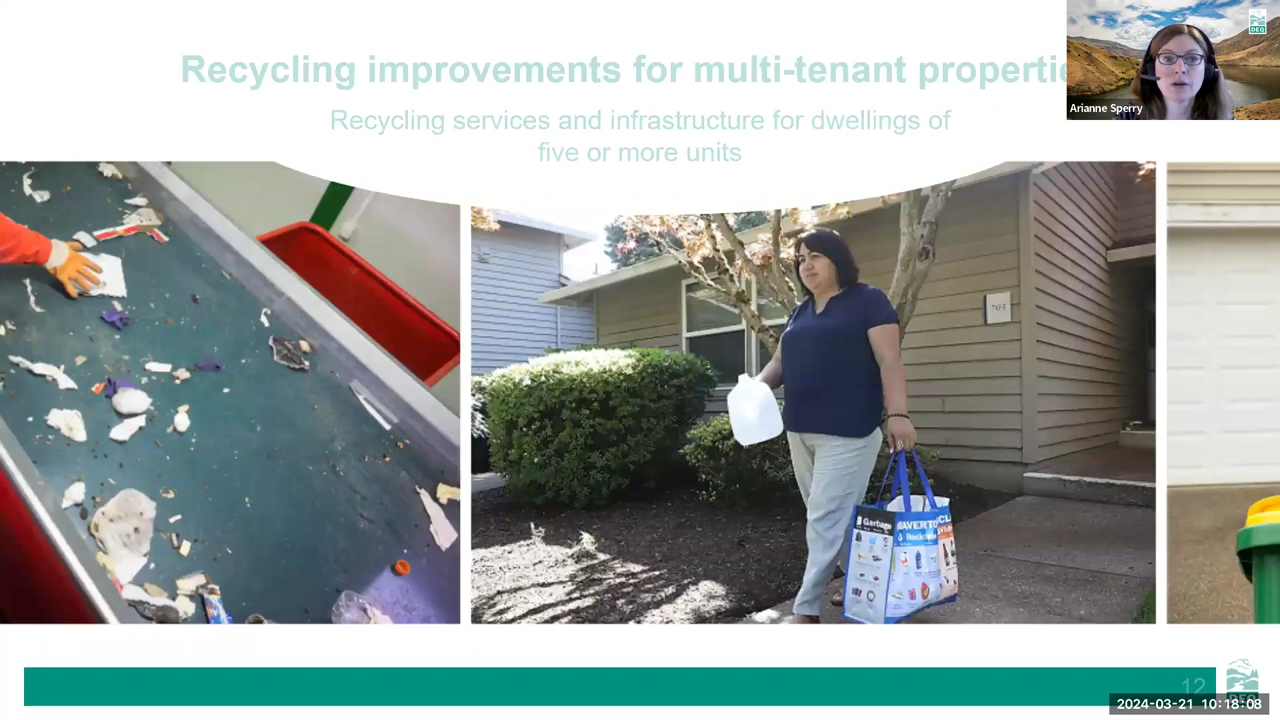 Recycling improvements for multi-tenant properti
Recycling services and infrastructure for dwellings of
five or more units
DEQ
Arianne Sperry
Garbage
12
DEQ
2024-03-21 10:18:08